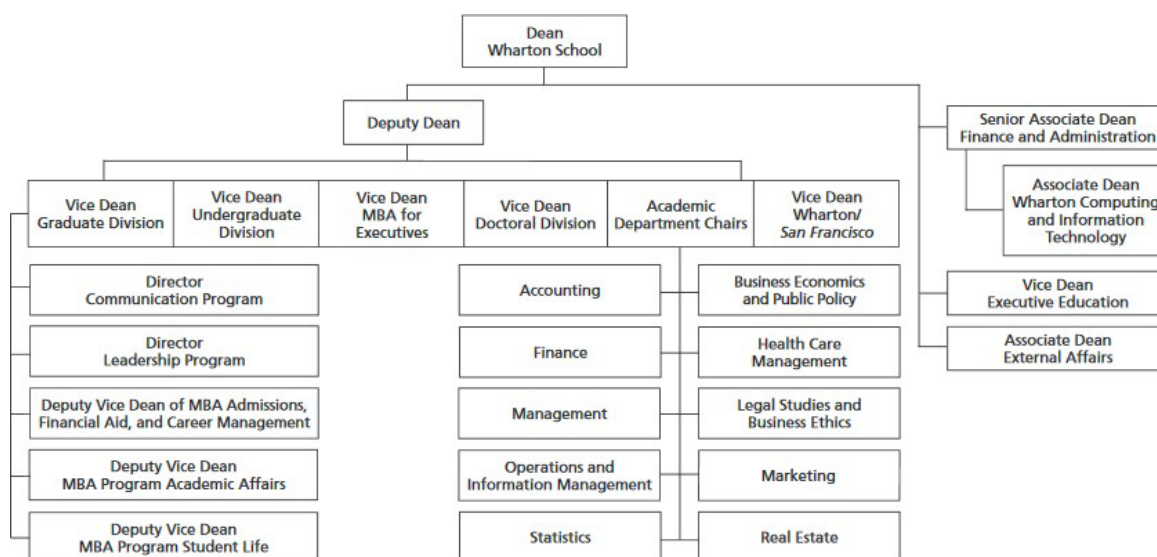 Dean
Wharton School
Deputy Dean
Senior Associate Dean
Finance and Administration
Associate Dean
Wharton Computing
and Information
Technology
Vice Dean
Executive Education
Associate Dean
External Affairs
Vice Dean
Graduate Division
Vice Dean
Undergraduate
Division
Vice Dean
MBA for
Executives
Vice Dean
Doctoral Division
Academic
Department Chairs
Vice Dean
Wharton/
San Francisco
Director
Communication Program
Director
Leadership Program
Deputy Vice Dean of MBA Admissions,
Financial Aid, and Career Management
Deputy Vice Dean
MBA Program Academic Affairs
Deputy Vice Dean
MBA Program Student Life
Accounting
Finance
Management
Operations and
Information Management
Statistics
Business Economics
and Public Policy
Health Care
Management
Legal Studies and
Business Ethics
Marketing
Real Estate